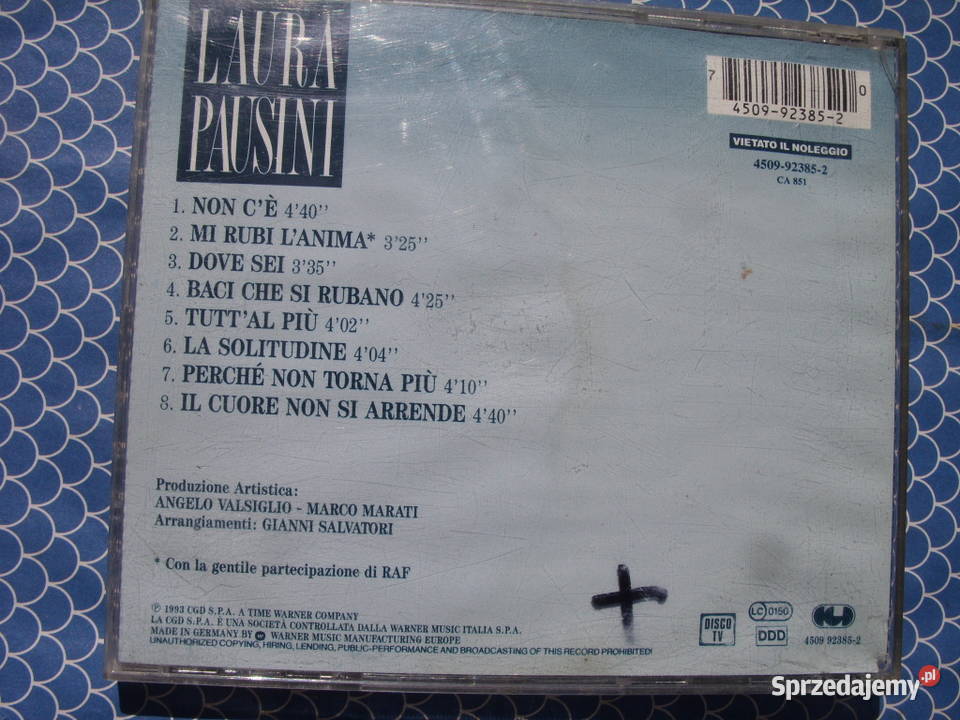 LAURA
PAUSINI
7
0
4509-92385-2
VIETATO IL NOLEGGIO
4509-92385-2
CA 851
1. NON C'È 4'40''
2. MI RUBI L'ANIMA* 3'25''
3. DOVE SEI 3'35''
4. BACI CHE SI RUBANO 4'25''
5. TUTT'AL PIÙ 4'02''
6. LA SOLITUDINE 4'04''
7. PERCHÉ NON TORNA PIÙ 4'10''
8. IL CUORE NON SI ARRENDE 4'40''
Produzione Artistica:
ANGELO VALSIGLIO - MARCO MARATI
Arrangiamenti: GIANNI SALVATORI
* Con la gentile partecipazione di RAF
℗ 1993 CGD S.P.A. A TIME WARNER COMPANY
LA CGD S.P.A. È UNA SOCIETÀ CONTROLLATA DALLA WARNER MUSIC ITALIA S.P.A.
MADE IN GERMANY BY WARNER MUSIC MANUFACTURING EUROPE
UNAUTHORIZED COPYING, HIRING, LENDING, PUBLIC-PERFORMANCE AND BROADCASTING OF THIS RECORD PROHIBITED!
DISCO
TV
LC 0150
DDD
4509 92385-2
Sprzedajemy.pl